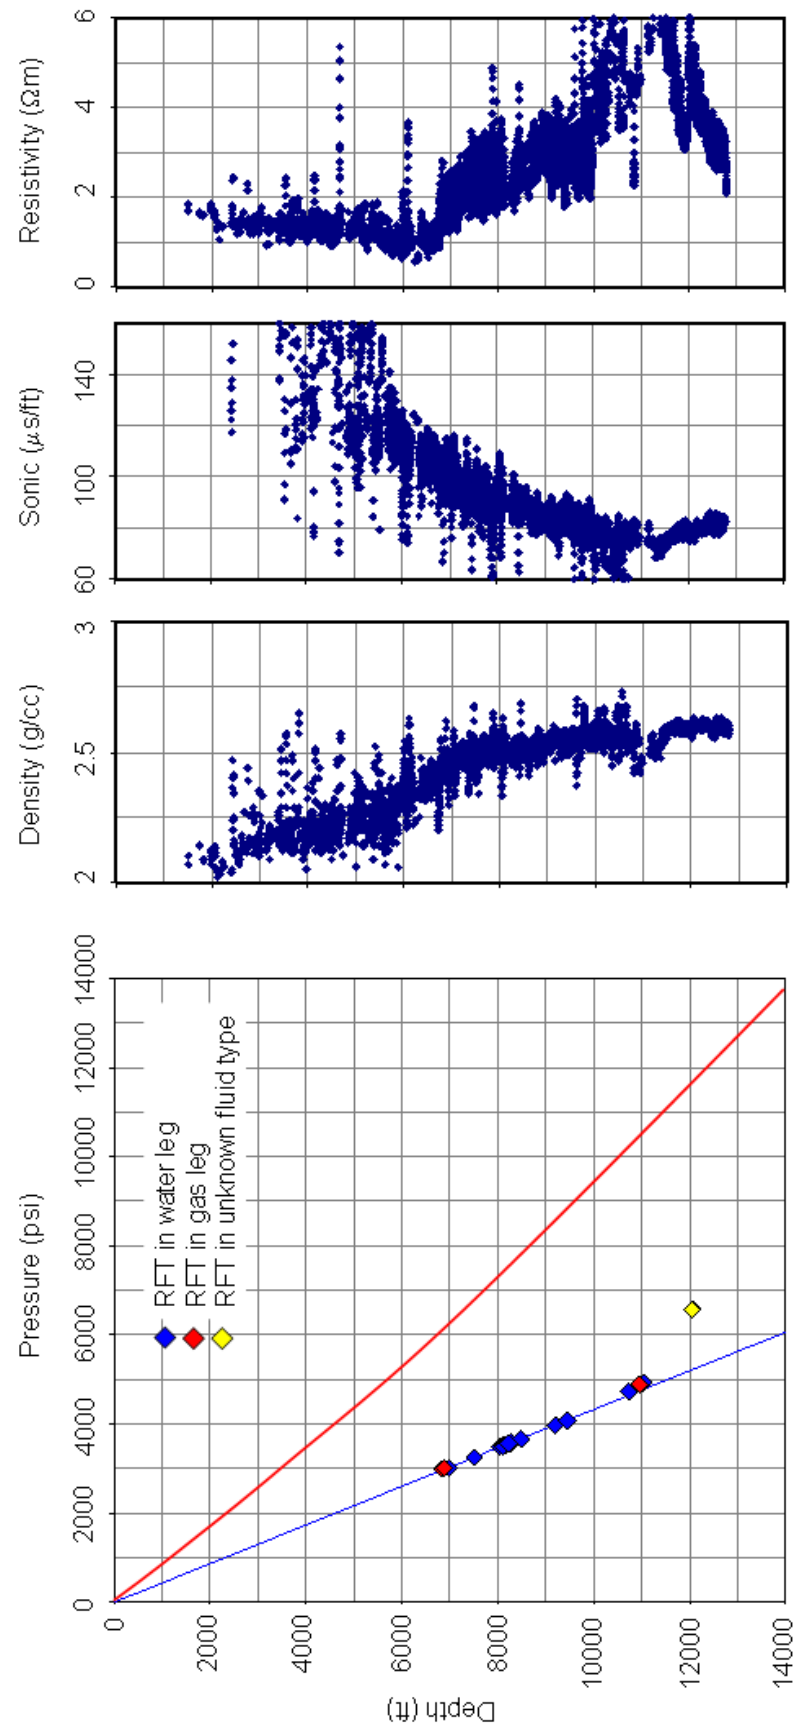 Pressure (psi)
0 2000 4000 6000 8000 10000 12000 14000
RFT in water leg
RFT in gas leg
RFT in unknown fluid type
Depth (ft)
0
2000
4000
6000
8000
10000
12000
14000
Density (g/cc)
2 2.5 3
Sonic (μs/ft)
60 100 140
Resistivity (Ωm)
0 2 4 6